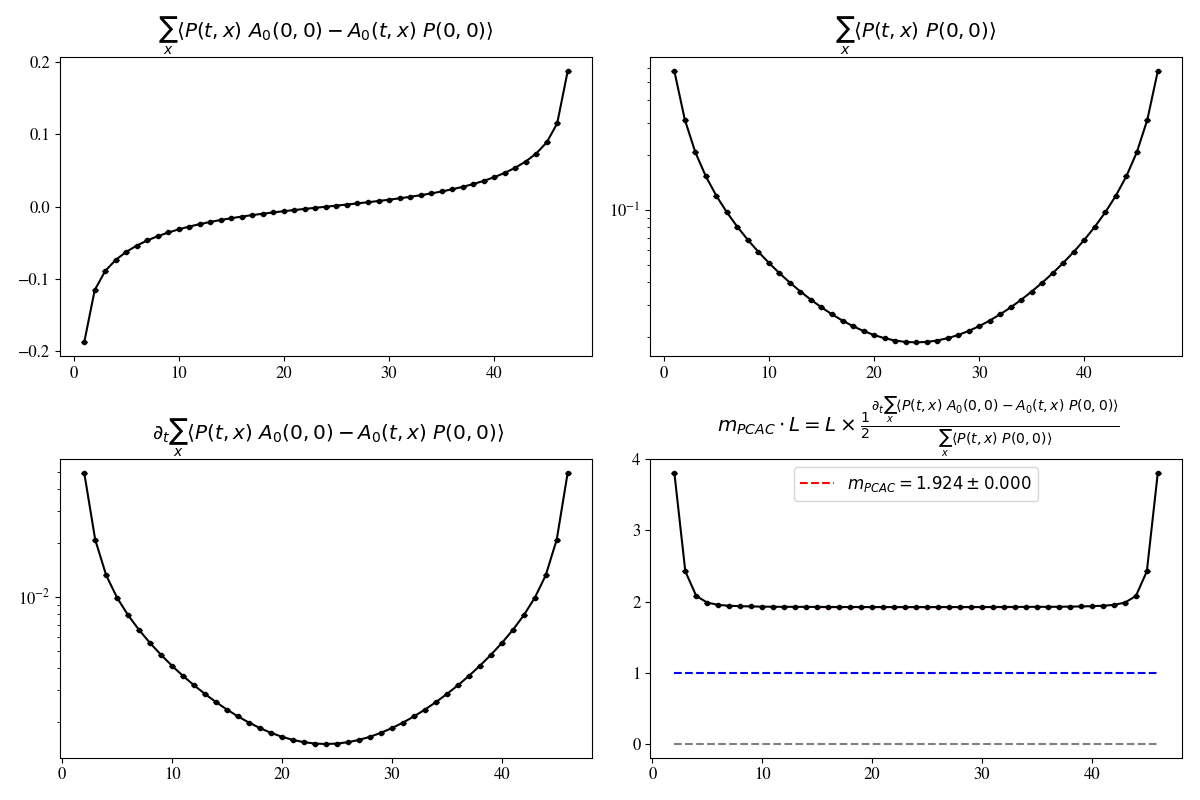 ∑ₓ⟨P(t, x) A₀(0, 0) − A₀(t, x) P(0, 0)⟩
0.2
0.1
0.0
−0.1
−0.2
0 10 20 30 40
∑ₓ⟨P(t, x) P(0, 0)⟩
10⁻¹
0 10 20 30 40
∂ₜ∑ₓ⟨P(t, x) A₀(0, 0) − A₀(t, x) P(0, 0)⟩
10⁻²
0 10 20 30 40
m_PCAC · L = L × ½ ∂ₜ∑ₓ⟨P(t, x) A₀(0, 0) − A₀(t, x) P(0, 0)⟩ / ∑ₓ⟨P(t, x) P(0, 0)⟩
4
3
2
1
0
m_PCAC = 1.924 ± 0.000
0 10 20 30 40